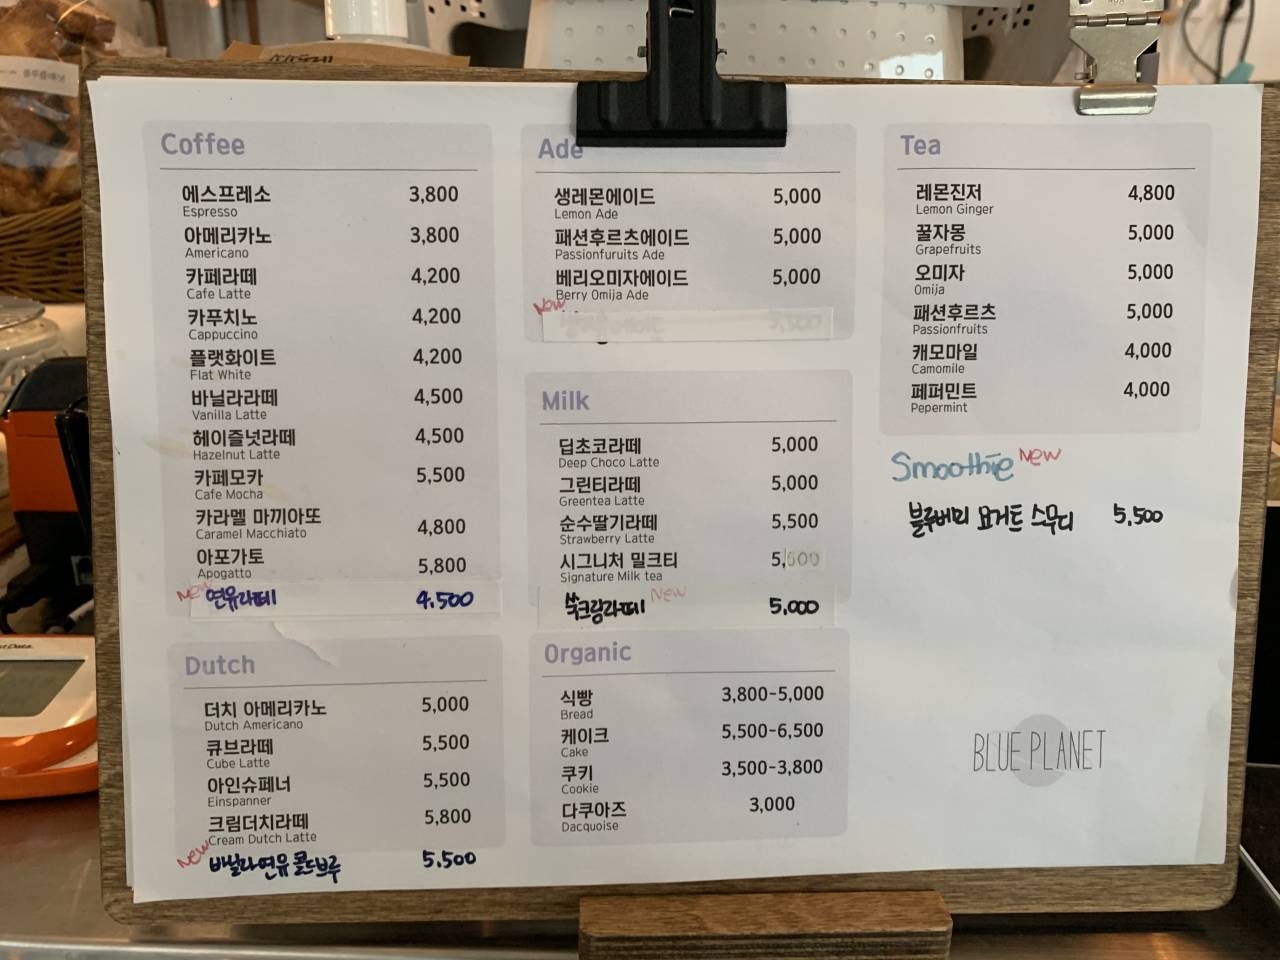 Coffee
에스프레소 3,800
Espresso
아메리카노 3,800
Americano
카페라떼 4,200
Cafe Latte
카푸치노 4,200
Cappuccino
플랫화이트 4,200
Flat White
바닐라라떼 4,500
Vanilla Latte
헤이즐넛라떼 4,500
Hazelnut Latte
카페모카 5,500
Cafe Mocha
카라멜 마끼아또 4,800
Caramel Macchiato
아포가토 5,800
Apogatto
New 연유라떼 4.500
Dutch
더치 아메리카노 5,000
Dutch Americano
큐브라떼 5,500
Cube Latte
아인슈페너 5,500
Einspanner
크림더치라떼 5,800
Cream Dutch Latte
New 바닐라연유 콜드브루 5.500
Ade
생레몬에이드 5,000
Lemon Ade
패션후르츠에이드 5,000
Passionfuruits Ade
베리오미자에이드 5,000
Berry Omija Ade
New
Milk
딥초코라떼 5,000
Deep Choco Latte
그린티라떼 5,000
Greentea Latte
순수딸기라떼 5,500
Strawberry Latte
시그니처 밀크티
Signature Milk tea
쑥크랑라떼 New 5,000
Organic
식빵 3,800-5,000
Bread
케이크 5,500-6,500
Cake
쿠키 3,500-3,800
Cookie
다쿠아즈 3,000
Dacquoise
Tea
레몬진저 4,800
Lemon Ginger
꿀자몽 5,000
Grapefruits
오미자 5,000
Omija
패션후르츠 5,000
Passionfruits
캐모마일 4,000
Camomile
페퍼민트 4,000
Pepermint
Smoothie New
블루베리 요거트 스무디 5,500
BLUE PLANET